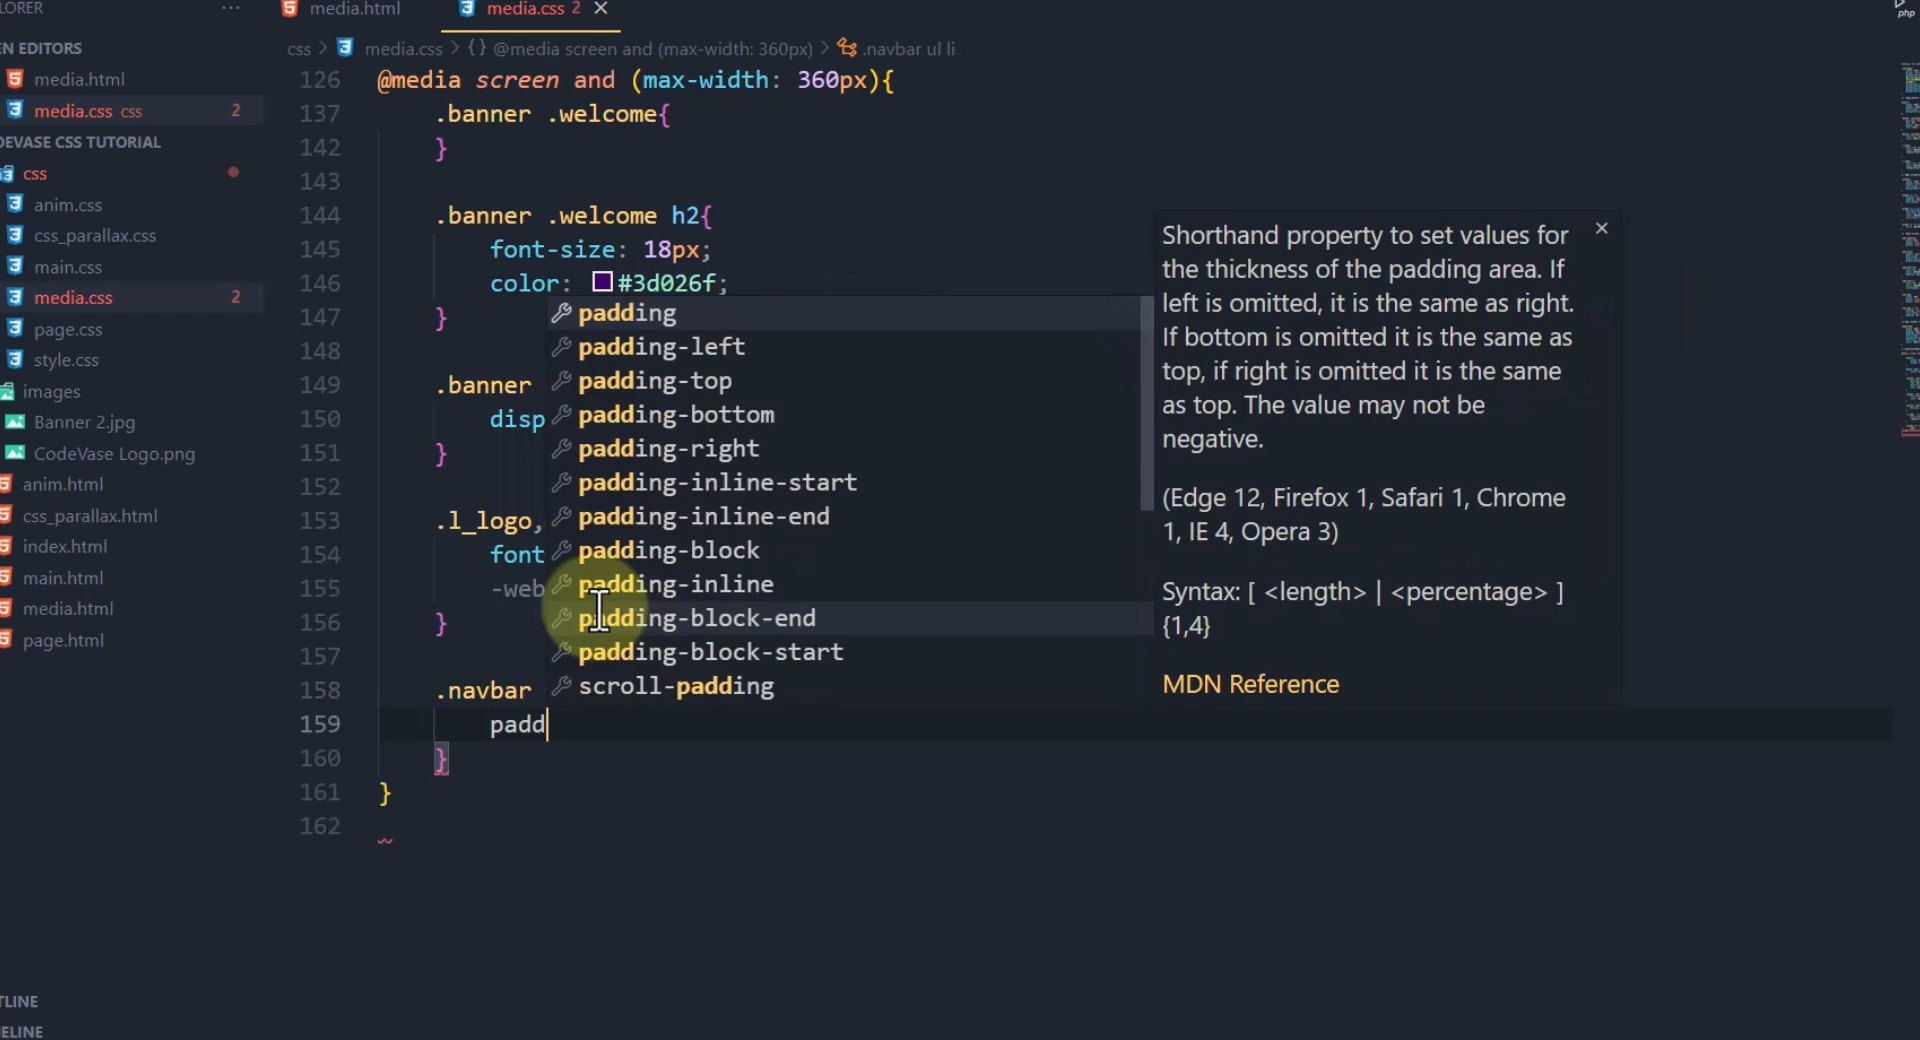 LORER ...
media.html
media.css 2 ×
php
EN EDITORS
media.html
media.css css 2
DEVASE CSS TUTORIAL
css
anim.css
css_parallax.css
main.css
media.css 2
page.css
style.css
images
Banner 2.jpg
CodeVase Logo.png
anim.html
css_parallax.html
index.html
main.html
media.html
page.html
TLINE
ELINE
css > media.css > {} @media screen and (max-width: 360px) > .navbar ul li
126 @media screen and (max-width: 360px){
137 .banner .welcome{
142 }
143
144 .banner .welcome h2{
145 font-size: 18px;
146 color: #3d026f;
147 }
148
149 .banner
150 disp
151 }
152
153 .l_logo,
154 font
155 -web
156 }
157
158 .navbar
159 padd
160 }
161 }
162
padding
padding-left
padding-top
padding-bottom
padding-right
padding-inline-start
padding-inline-end
padding-block
padding-inline
padding-block-end
padding-block-start
scroll-padding
Shorthand property to set values for ×
the thickness of the padding area. If
left is omitted, it is the same as right.
If bottom is omitted it is the same as
top, if right is omitted it is the same
as top. The value may not be
negative.
(Edge 12, Firefox 1, Safari 1, Chrome
1, IE 4, Opera 3)
Syntax: [ <length> | <percentage> ]
{1,4}
MDN Reference